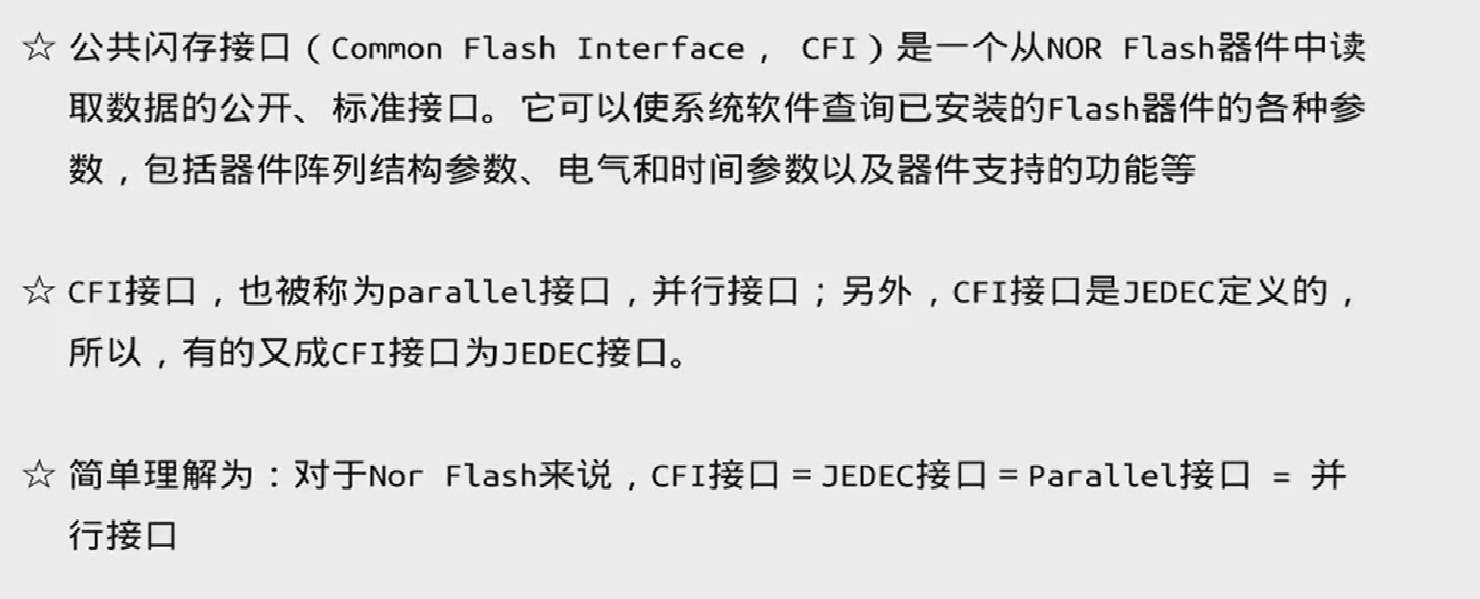 ☆ 公共闪存接口（Common Flash Interface， CFI）是一个从NOR Flash器件中读
取数据的公开、标准接口。它可以使系统软件查询已安装的Flash器件的各种参
数，包括器件阵列结构参数、电气和时间参数以及器件支持的功能等
☆ CFI接口，也被称为parallel接口，并行接口；另外，CFI接口是JEDEC定义的，
所以，有的又成CFI接口为JEDEC接口。
☆ 简单理解为：对于Nor Flash来说，CFI接口＝JEDEC接口＝Parallel接口 = 并
行接口